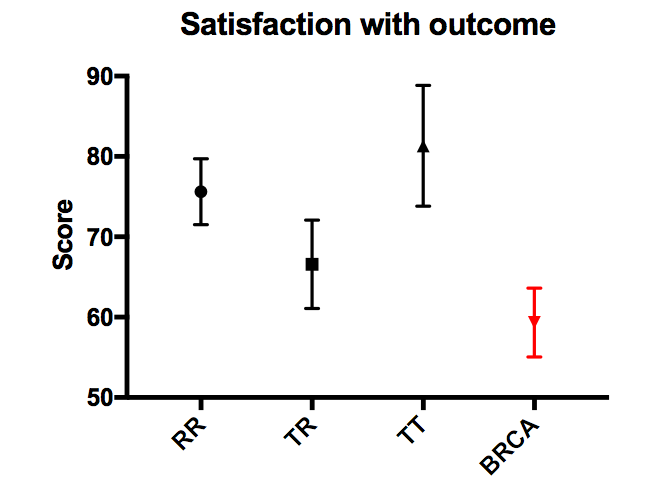 Satisfaction with outcome
90
80
70
60
50
Score
RR
TR
TT
BRCA